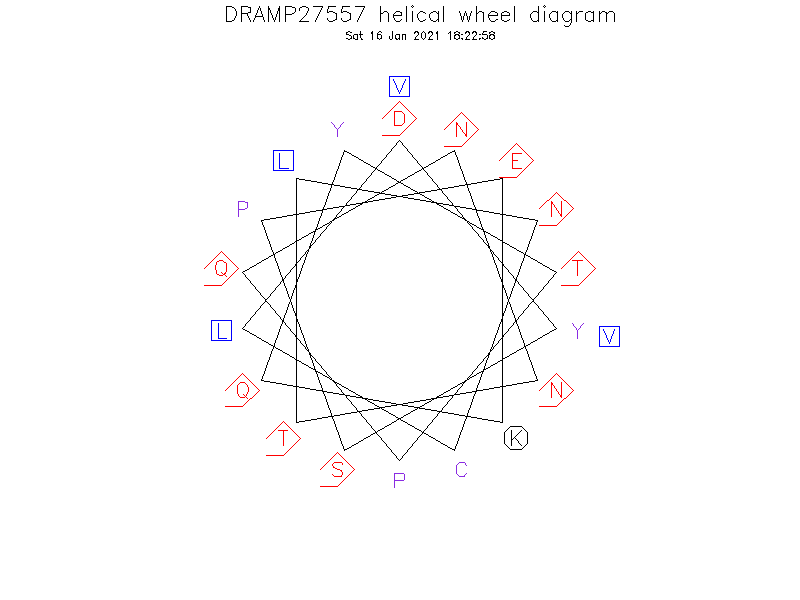 DRAMP27557 helical wheel diagram
Sat 16 Jan 2021 18:22:58
V
D
Y N
L E
P N
Q T
L Y V
Q N
T K
S P C